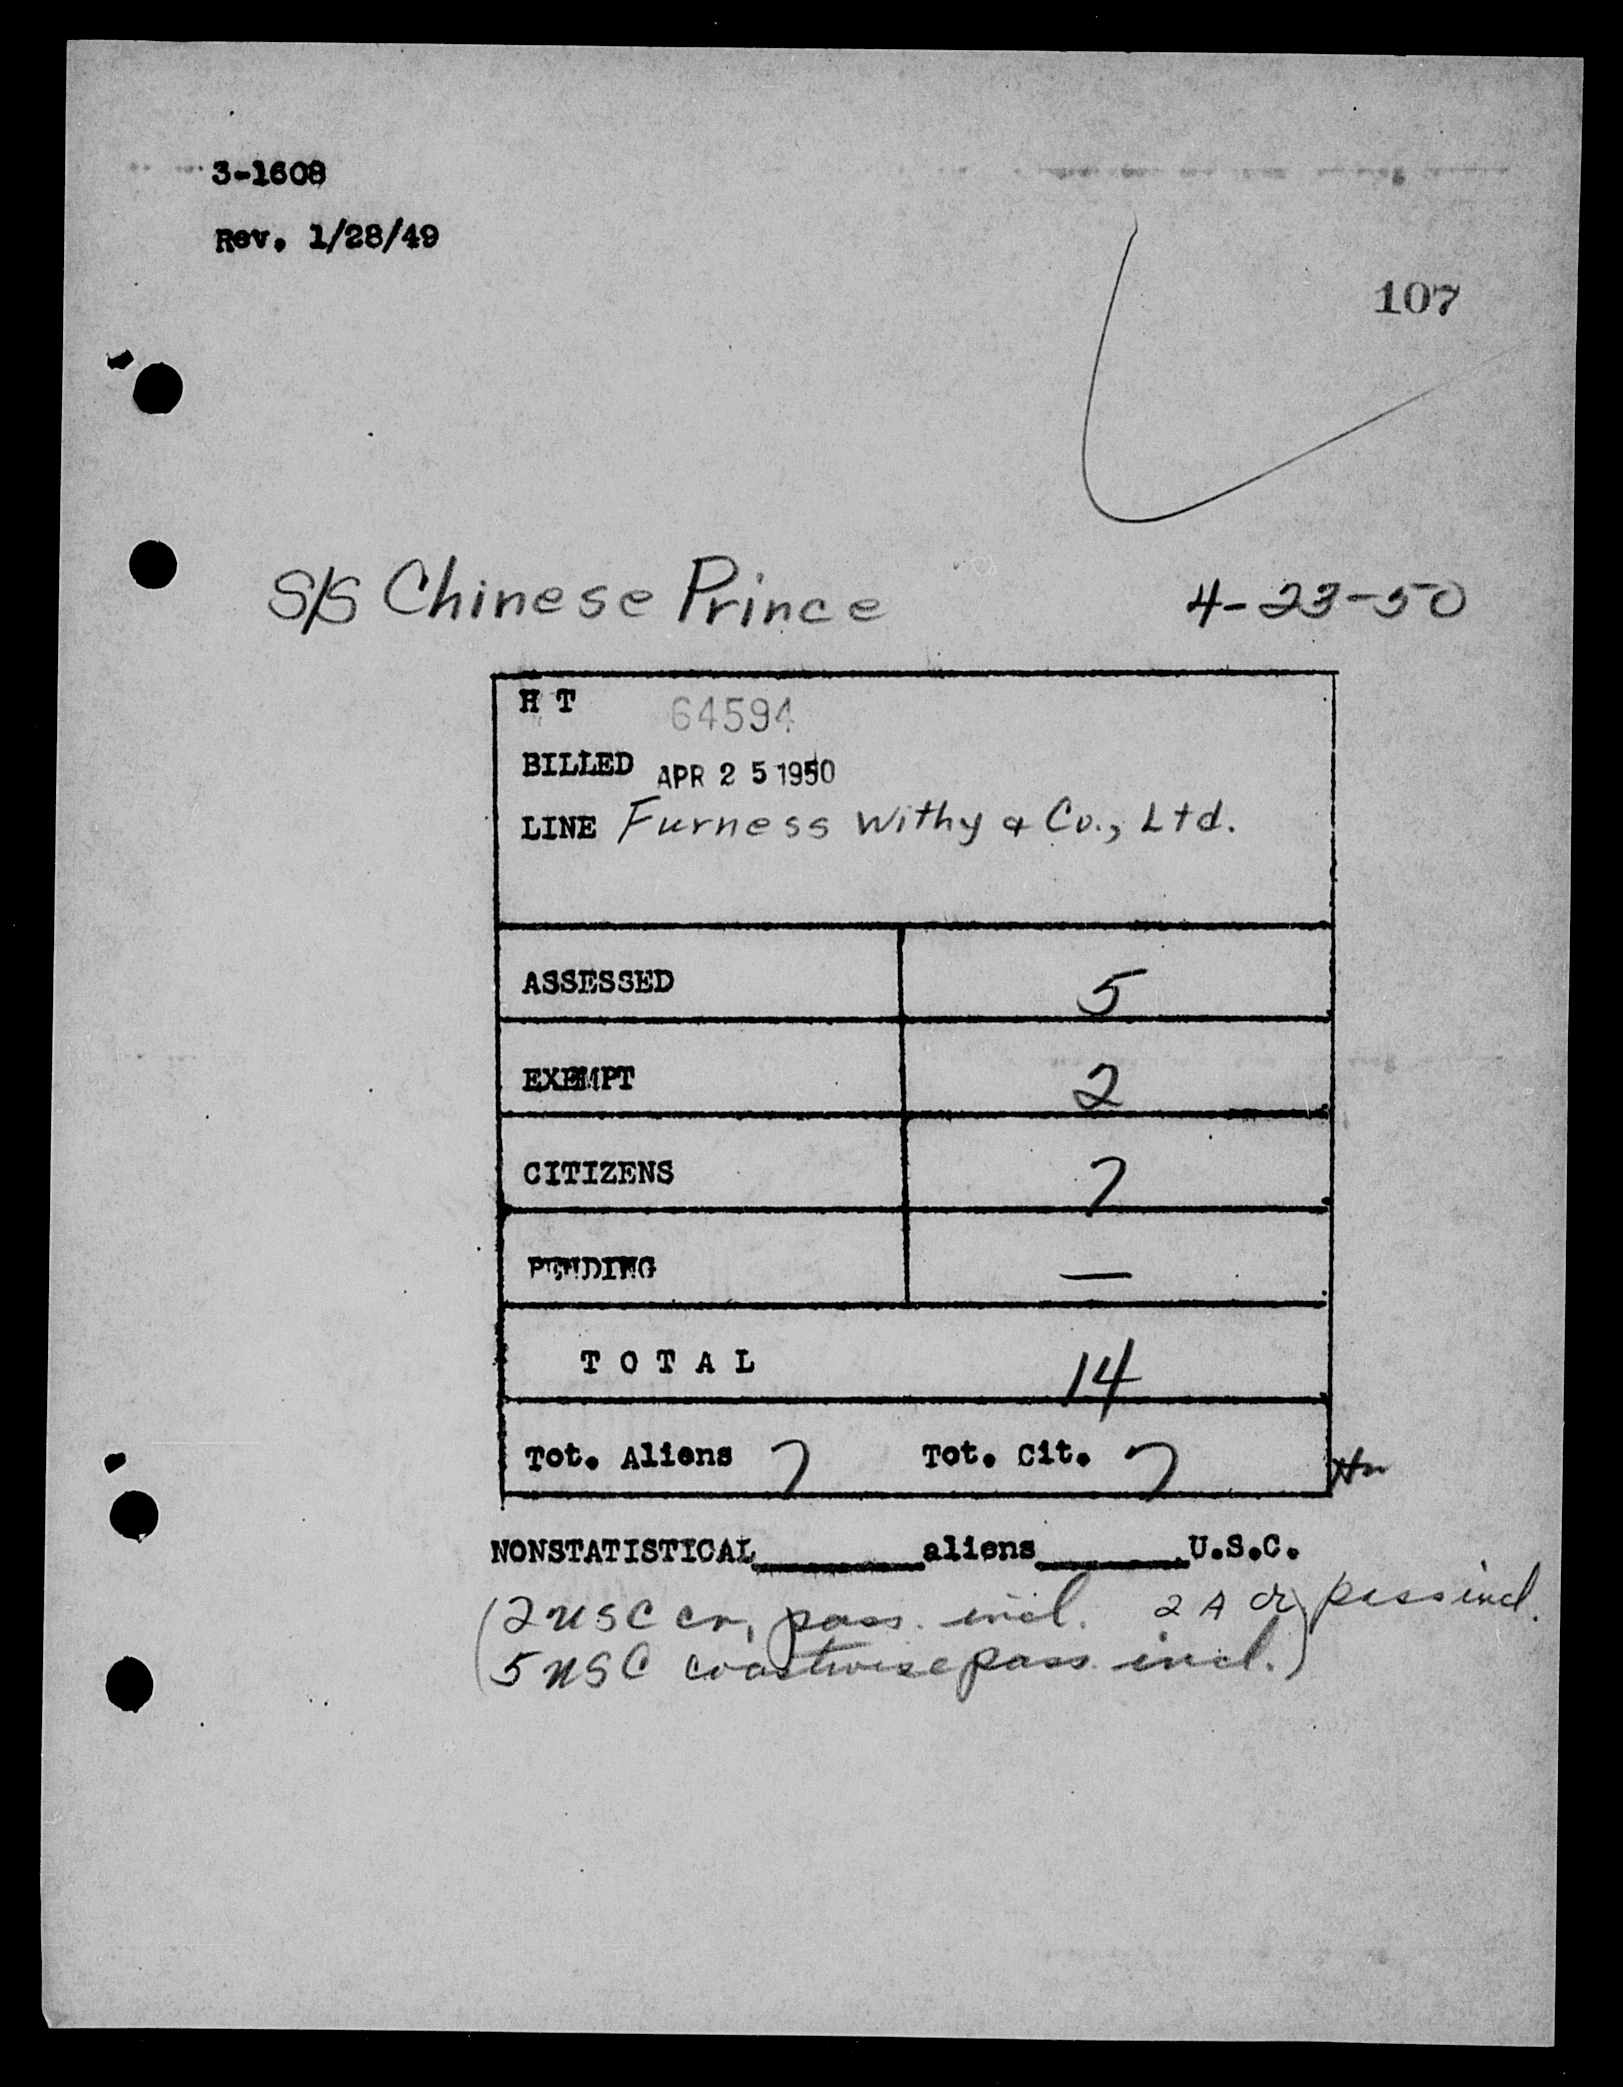 3-1608
Rev. 1/28/49
107
S/S Chinese Prince 4-23-50
H T 64594
BILLED APR 25 1950
LINE Furness Withy & Co., Ltd.
ASSESSED 5
EXEMPT 2
CITIZENS 7
PENDING —
TOTAL 14
Tot. Aliens 7 Tot. Cit. 7
NONSTATISTICAL________aliens________U.S.C.
(2 USC cr. pass. incl. 2 A cr pass incl.
5 USC coastwise pass. incl.)